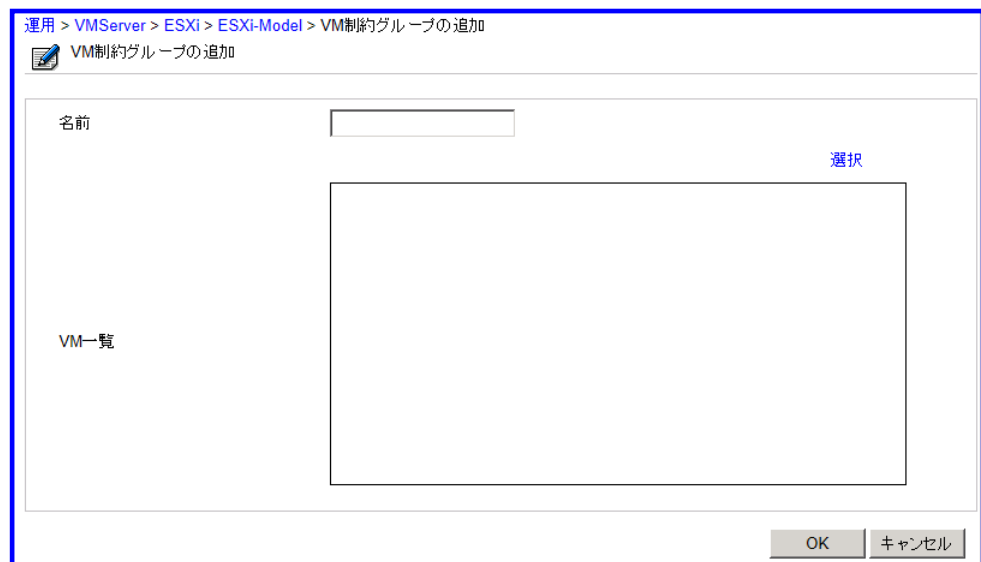 運用 > VMServer > ESXi > ESXi-Model > VM制約グループの追加
VM制約グループの追加
名前
選択
VM一覧
OK キャンセル